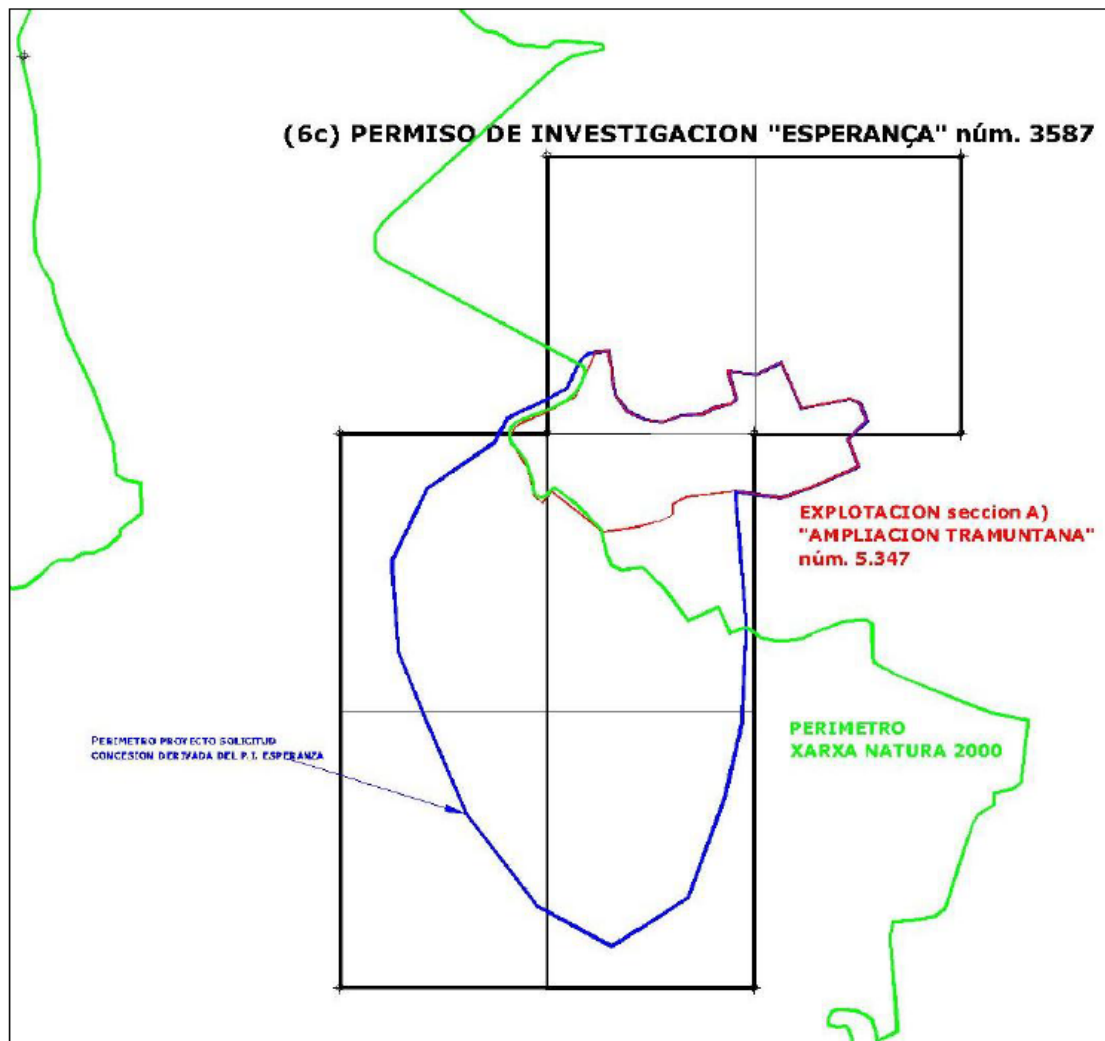 (6c) PERMISO DE INVESTIGACION "ESPERANÇA" núm. 3587
EXPLOTACION seccion A)
"AMPLIACION TRAMUNTANA"
núm. 5.347
PERIMETRO PROYECTO SOLICITUD
CONCESION DERIVADA DEL P.I. ESPERANZA
PERIMETRO
XARXA NATURA 2000